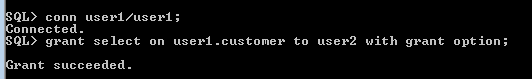 SQL> conn user1/user1;
Connected.
SQL> grant select on user1.customer to user2 with grant option;
Grant succeeded.